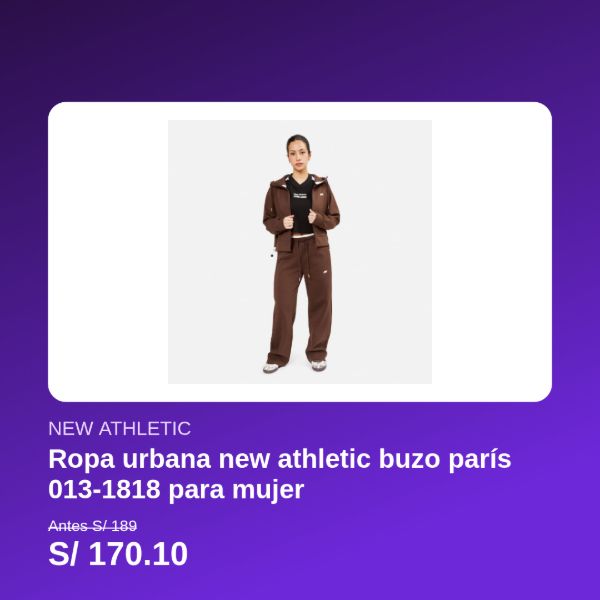 NEW ATHLETIC
Ropa urbana new athletic buzo parís
013-1818 para mujer
Antes S/ 189
S/ 170.10